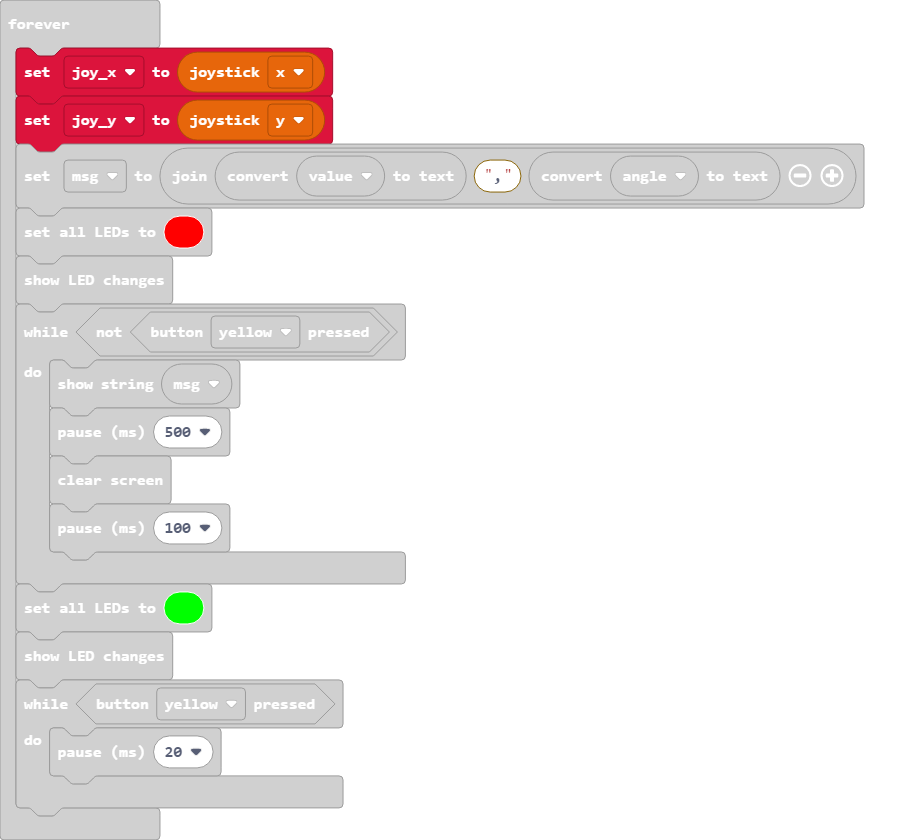 forever
set joy_x to joystick x
set joy_y to joystick y
set msg to join convert value to text "," convert angle to text
set all LEDs to
show LED changes
while not button yellow pressed
do
show string msg
pause (ms) 500
clear screen
pause (ms) 100
set all LEDs to
show LED changes
while button yellow pressed
do
pause (ms) 20